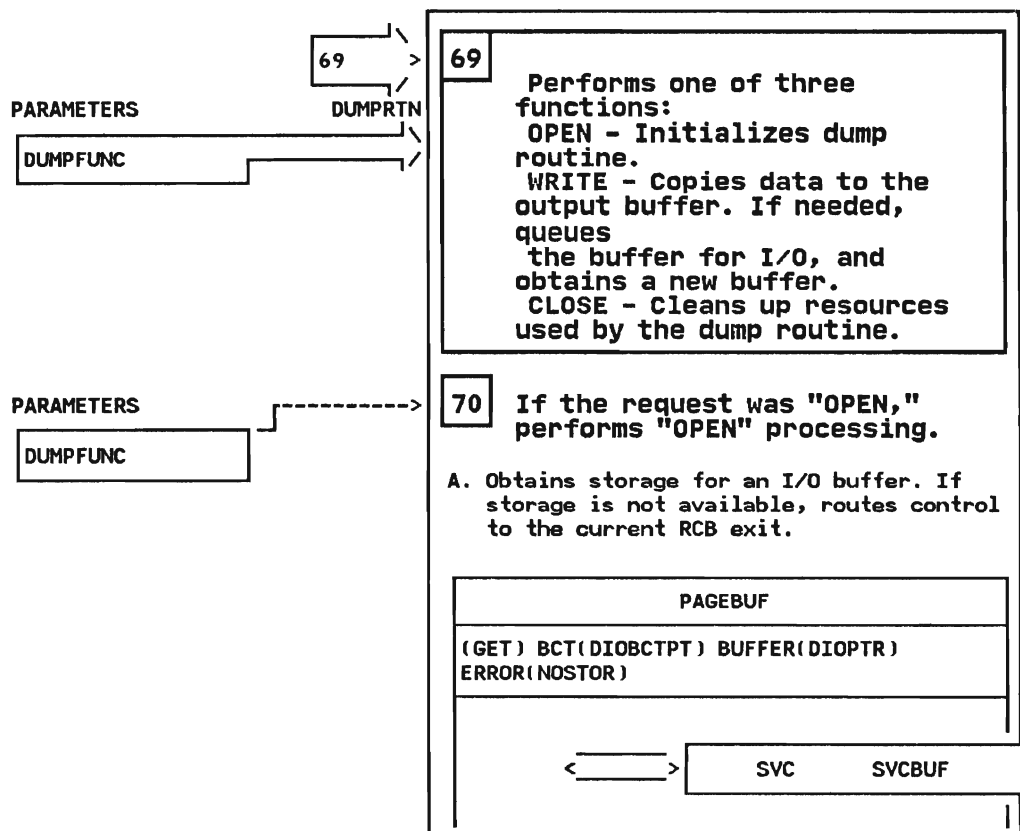 69
69
Performs one of three
functions:
OPEN - Initializes dump
routine.
WRITE - Copies data to the
output buffer. If needed,
queues
the buffer for I/O, and
obtains a new buffer.
CLOSE - Cleans up resources
used by the dump routine.
PARAMETERS DUMPRTN
DUMPFUNC
PARAMETERS
DUMPFUNC
70 If the request was "OPEN,"
performs "OPEN" processing.
A. Obtains storage for an I/O buffer. If
storage is not available, routes control
to the current RCB exit.
PAGEBUF
(GET) BCT(DIOBCTPT) BUFFER(DIOPTR)
ERROR(NOSTOR)
SVC SVCBUF